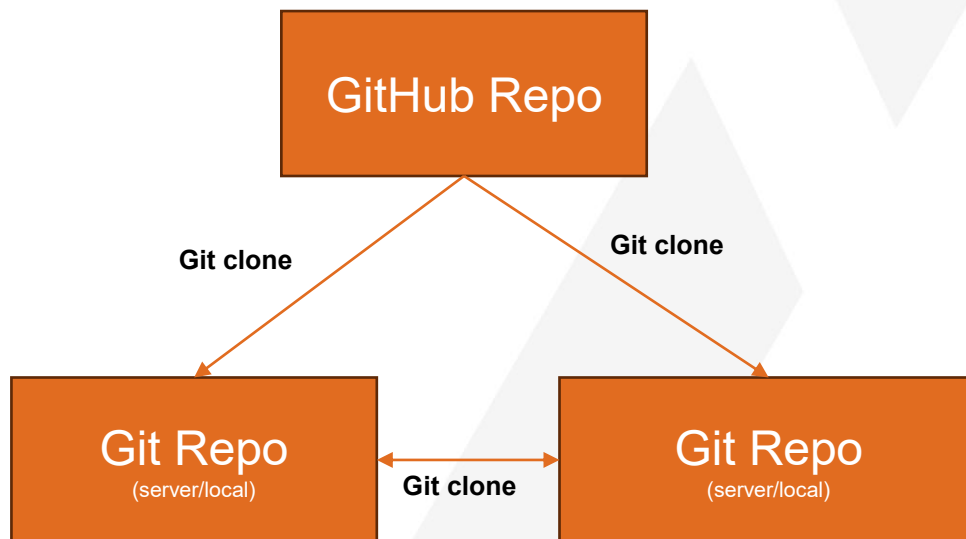 GitHub Repo
Git clone
Git clone
Git Repo
(server/local)
Git clone
Git Repo
(server/local)